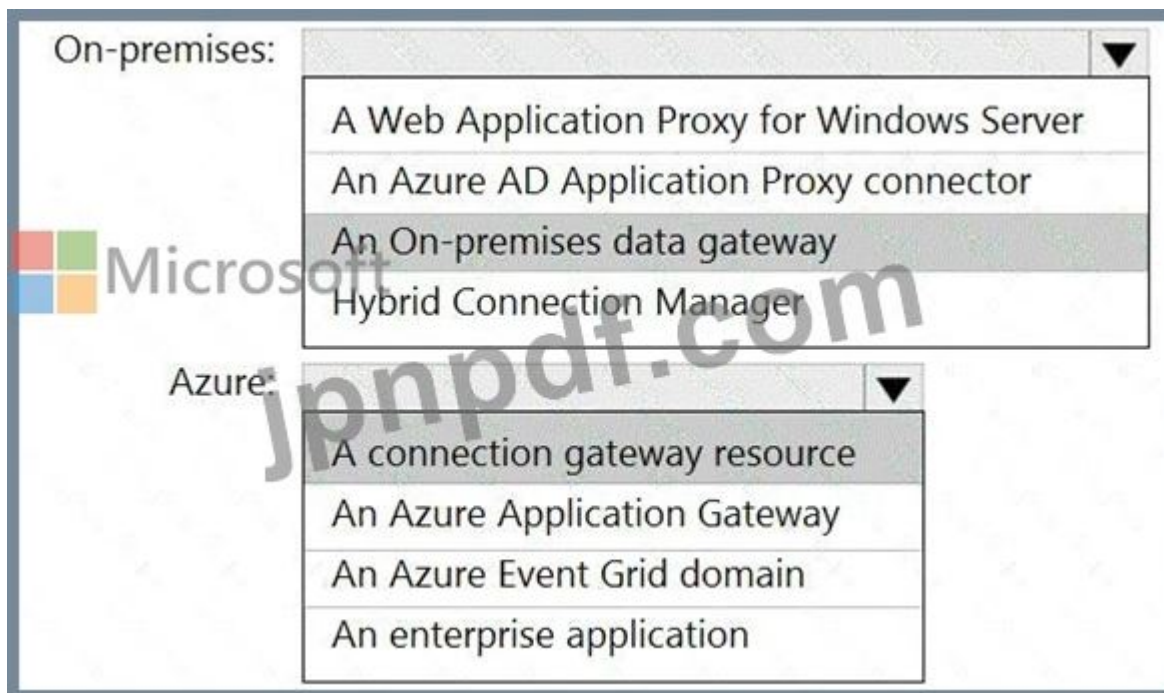 On-premises:
A Web Application Proxy for Windows Server
An Azure AD Application Proxy connector
An On-premises data gateway
Hybrid Connection Manager
Microsoft
jpnpdf.com
Azure:
A connection gateway resource
An Azure Application Gateway
An Azure Event Grid domain
An enterprise application